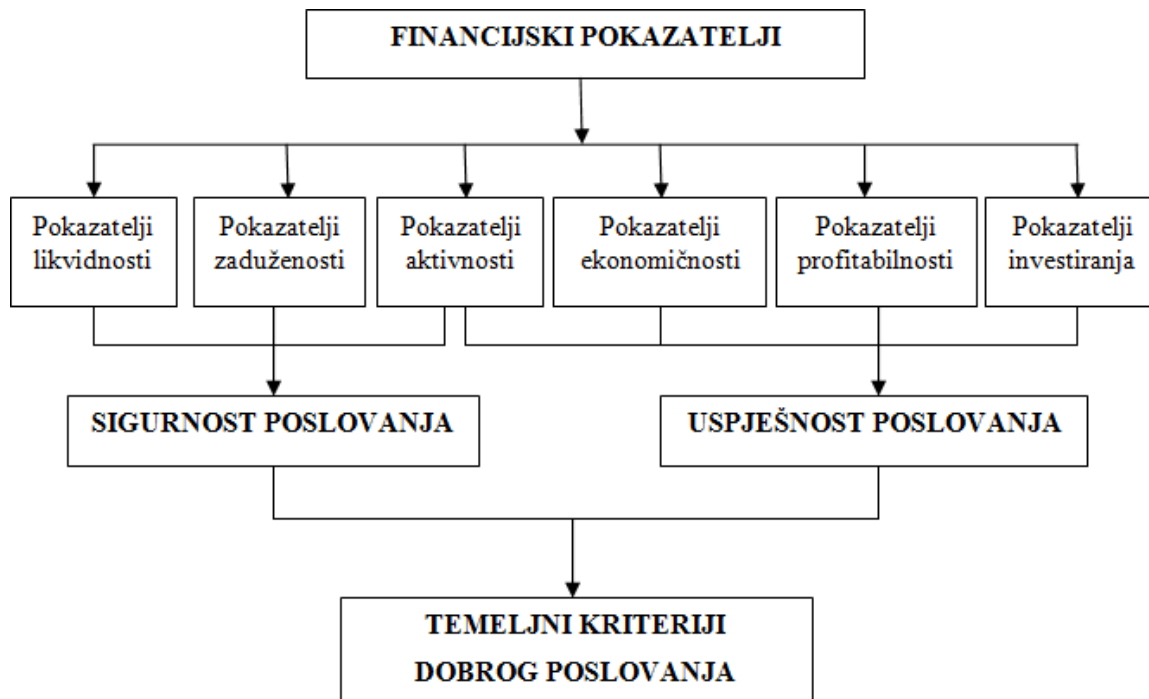 FINANCIJSKI POKAZATELJI
Pokazatelji
likvidnosti
Pokazatelji
zaduženosti
Pokazatelji
aktivnosti
Pokazatelji
ekonomičnosti
Pokazatelji
profitabilnosti
Pokazatelji
investiranja
SIGURNOST POSLOVANJA
USPJEŠNOST POSLOVANJA
TEMELJNI KRITERIJI
DOBROG POSLOVANJA